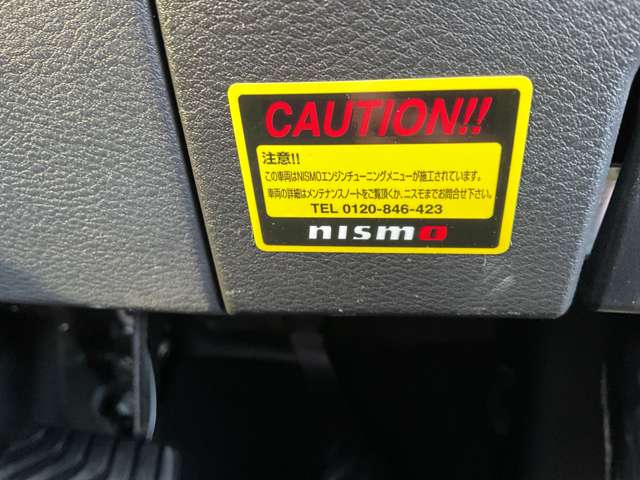 CAUTION!!
注意!!
この車両はNISMOエンジンチューニングメニューが施工されています。
車両の詳細はメンテナンスノートをご覧頂くか、ニスモまでお問合せ下さい。
TEL 0120-846-423
nismo